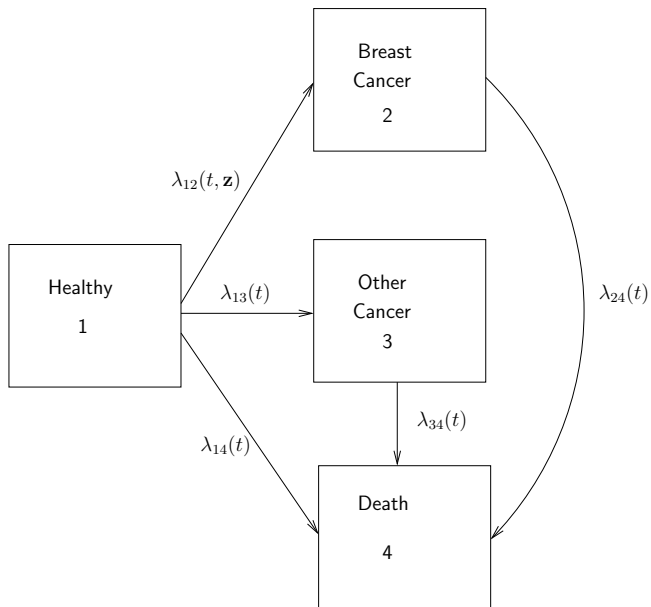 Breast
Cancer
2
λ₁₂(t, z)
Healthy
1
λ₁₃(t)
Other
Cancer
3
λ₂₄(t)
λ₁₄(t)
λ₃₄(t)
Death
4